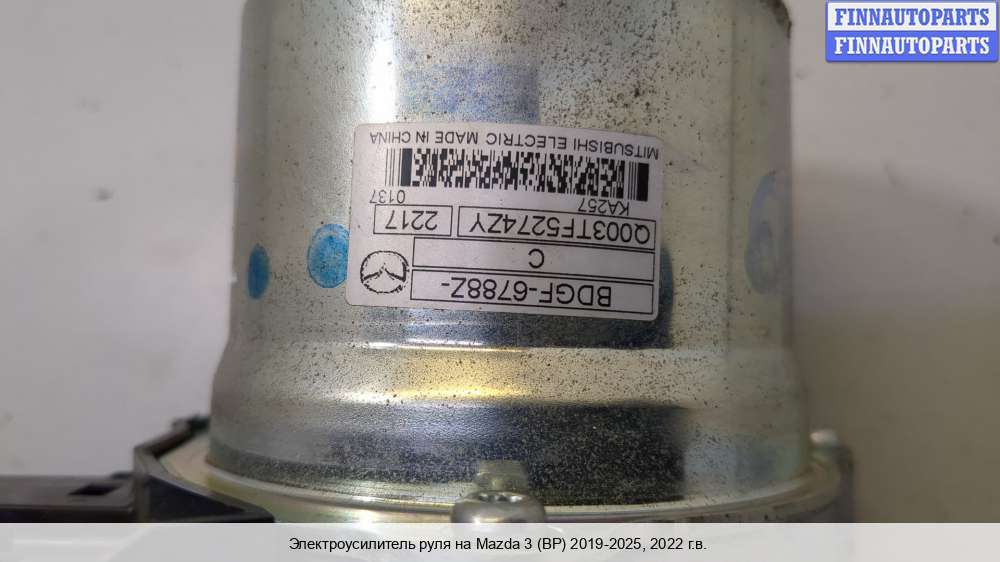 FINNAUTOPARTS
FINNAUTOPARTS
BDGF-6788Z-
C
Q003TF5274ZY 2217
KA257 0137
MITSUBISHI ELECTRIC MADE IN CHINA
Электроусилитель руля на Mazda 3 (BP) 2019-2025, 2022 г.в.